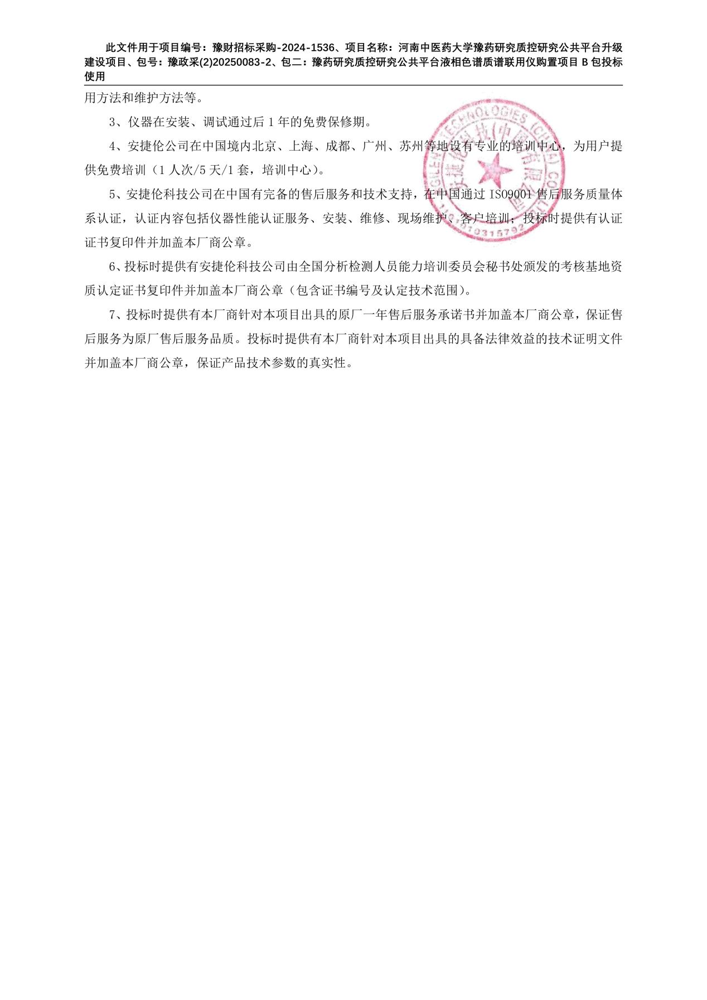 此文件用于项目编号：豫财招标采购-2024-1536、项目名称：河南中医药大学豫药研究质控研究公共平台升级
建设项目、包号：豫政采(2)20250083-2、包二：豫药研究质控研究公共平台液相色谱质谱联用仪购置项目 B 包投标
使用
用方法和维护方法等。
3、仪器在安装、调试通过后 1 年的免费保修期。
4、安捷伦公司在中国境内北京、上海、成都、广州、苏州等地设有专业的培训中心，为用户提
供免费培训（1 人次/5 天/1 套，培训中心）。
5、安捷伦科技公司在中国有完备的售后服务和技术支持，在中国通过 ISO9001 售后服务质量体
系认证，认证内容包括仪器性能认证服务、安装、维修、现场维护、客户培训；投标时提供有认证
证书复印件并加盖本厂商公章。
6、投标时提供有安捷伦科技公司由全国分析检测人员能力培训委员会秘书处颁发的考核基地资
质认定证书复印件并加盖本厂商公章（包含证书编号及认定技术范围）。
7、投标时提供有本厂商针对本项目出具的原厂一年售后服务承诺书并加盖本厂商公章，保证售
后服务为原厂售后服务品质。投标时提供有本厂商针对本项目出具的具备法律效益的技术证明文件
并加盖本厂商公章，保证产品技术参数的真实性。
AGILENT TECHNOLOGIES (CHINA) CO., LTD
安捷伦科技(中国)有限公司
1101010315792